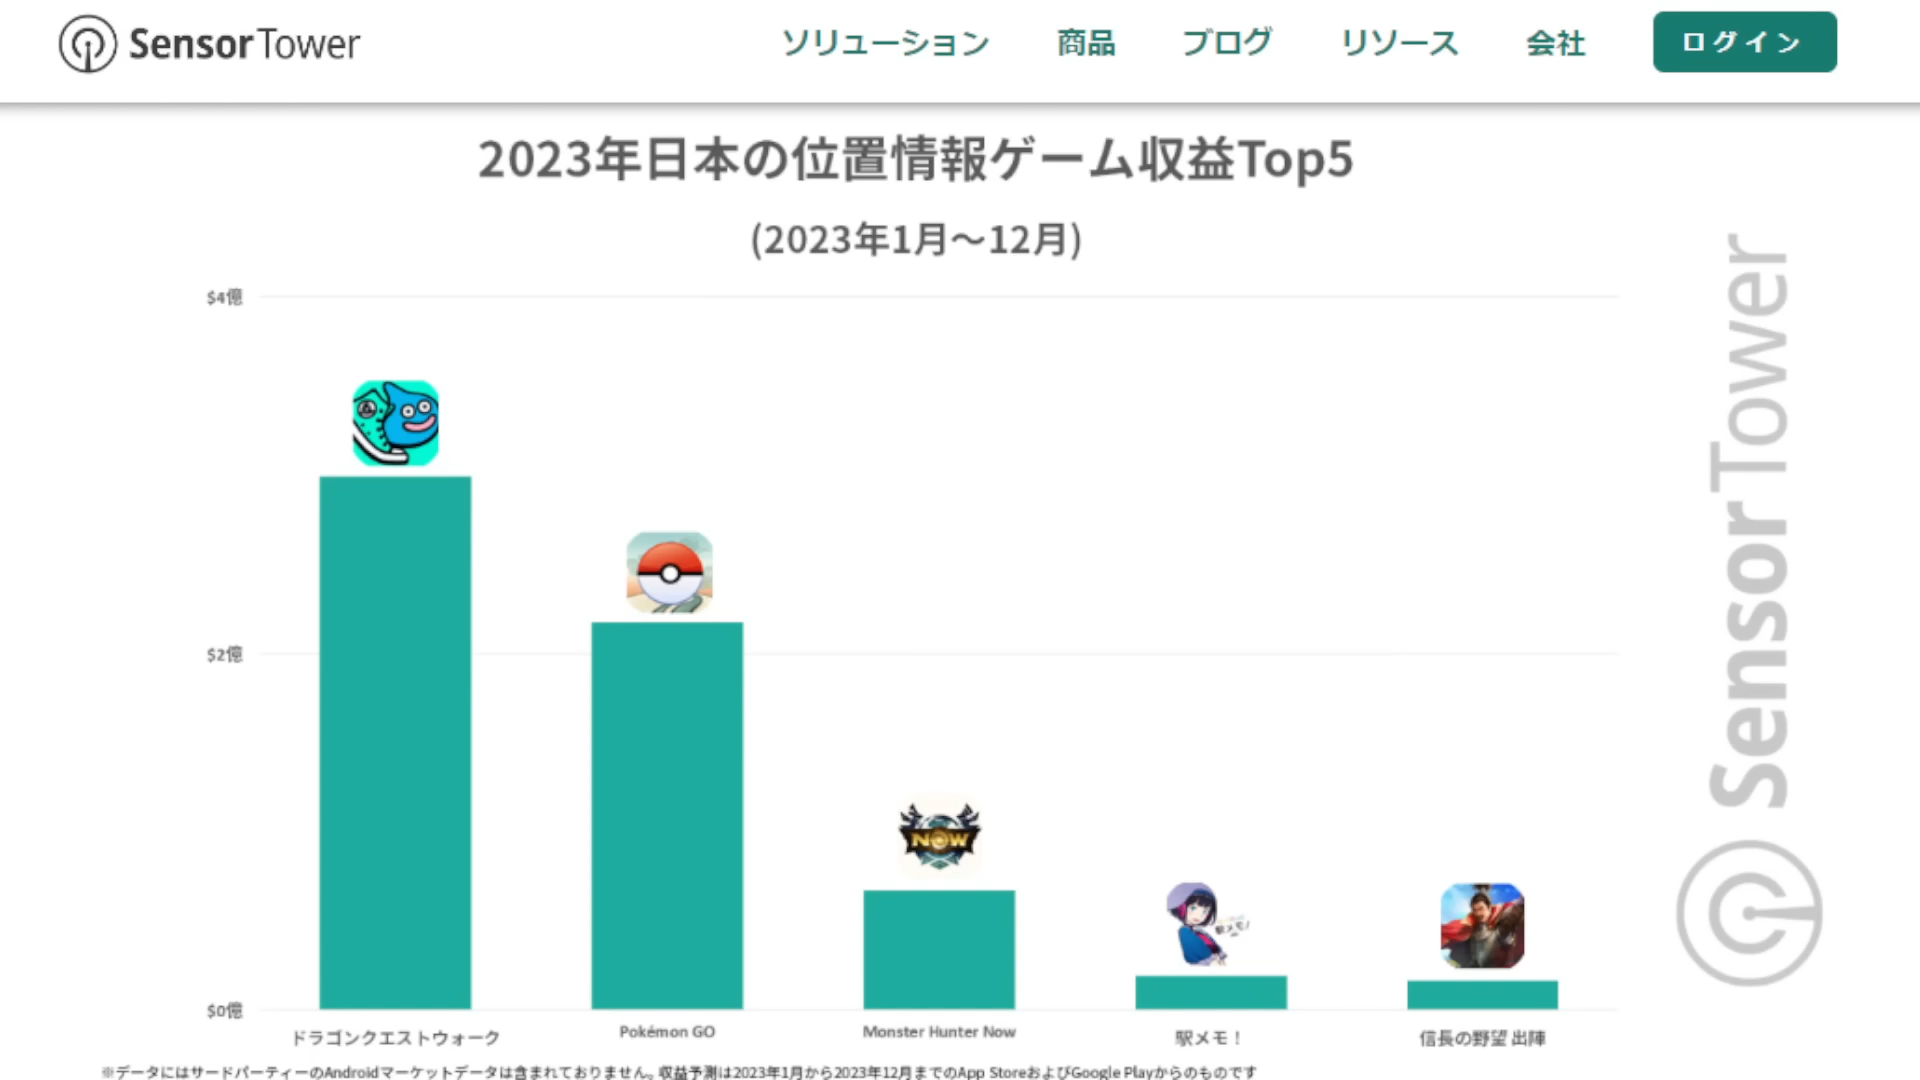 SensorTower
ソリューション 商品 ブログ リソース 会社 ログイン
2023年日本の位置情報ゲーム収益Top5
(2023年1月～12月)
$4億
$2億
$0億
NOW
駅メモ!
ドラゴンクエストウォーク
Pokémon GO
Monster Hunter Now
駅メモ！
信長の野望 出陣
SensorTower
※データにはサードパーティーのAndroidマーケットデータは含まれておりません。収益予測は2023年1月から2023年12月までのApp StoreおよびGoogle Playからのものです